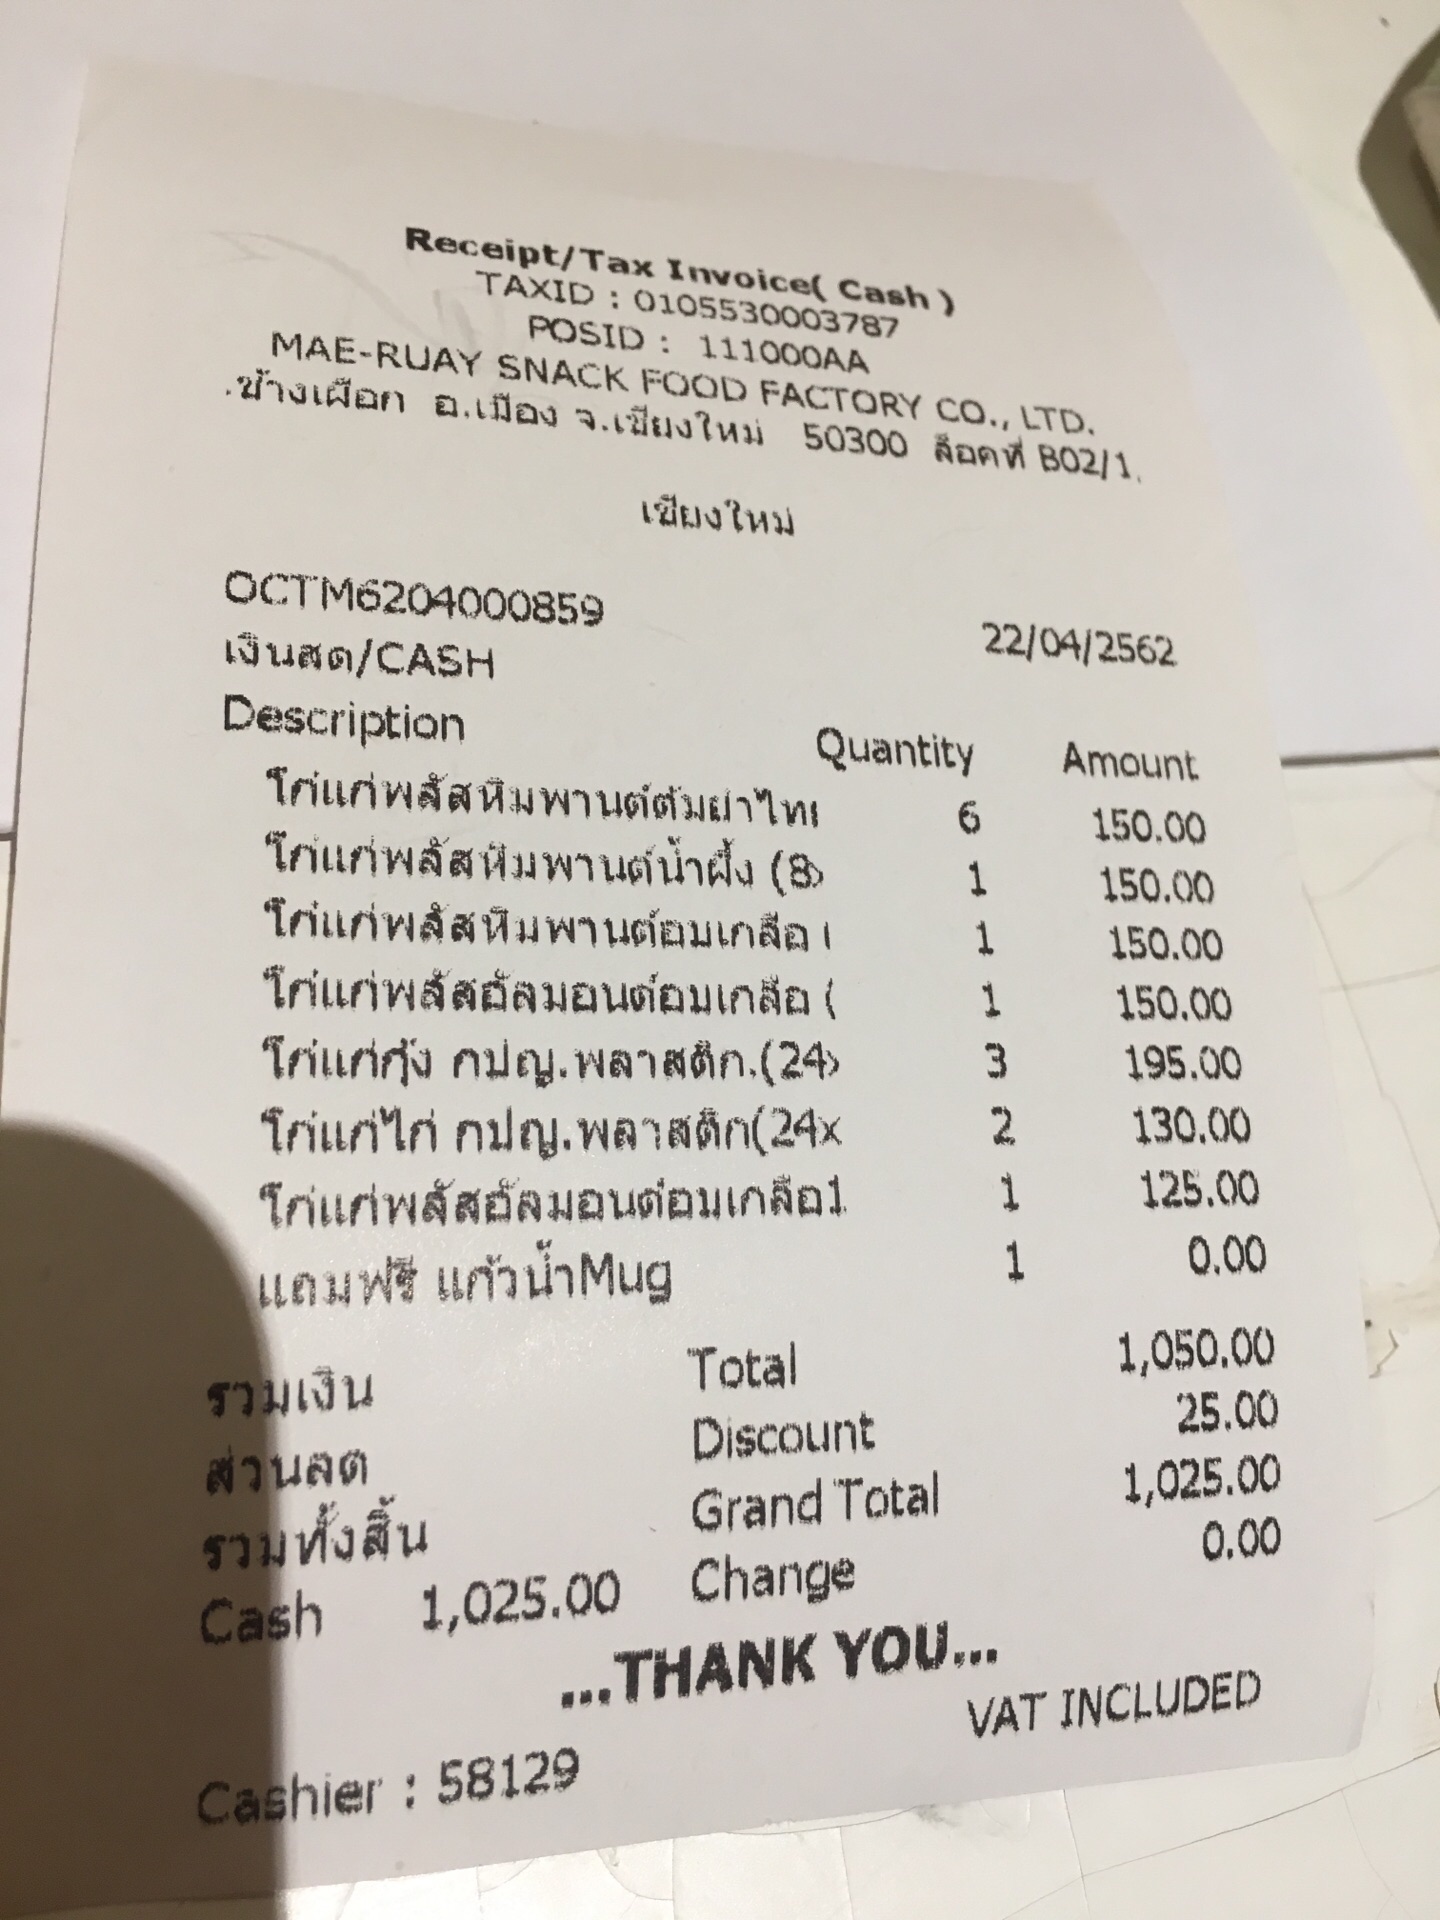 Receipt/Tax Invoice( Cash )
TAXID : 0105530003787
POSID : 111000AA
MAE-RUAY SNACK FOOD FACTORY CO., LTD.
.ช้างเผือก อ.เมือง จ.เชียงใหม่ 50300 ล็อคที่ B02/1.
เชียงใหม่
OCTM6204000859
22/04/2562
เงินสด/CASH
Description Quantity Amount
โก๋แก่พลัสหิมพานต์ต้มยำไทย 6 150.00
โก๋แก่พลัสหิมพานต์น้ำผึ้ง (8x 1 150.00
โก๋แก่พลัสหิมพานต์อบเกลือ ( 1 150.00
โก๋แก่พลัสอัลมอนด์อบเกลือ ( 1 150.00
โก๋แก่กุ้ง กปญ.พลาสติก.(24x 3 195.00
โก๋แก่ไก่ กปญ.พลาสติก(24x 2 130.00
โก๋แก่พลัสอัลมอนด์อบเกลือ1 1 125.00
แถมฟรี แก้วน้ำMug 1 0.00
รวมเงิน Total 1,050.00
ส่วนลด Discount 25.00
รวมทั้งสิ้น Grand Total 1,025.00
Cash 1,025.00 Change 0.00
...THANK YOU...
VAT INCLUDED
Cashier : 58129